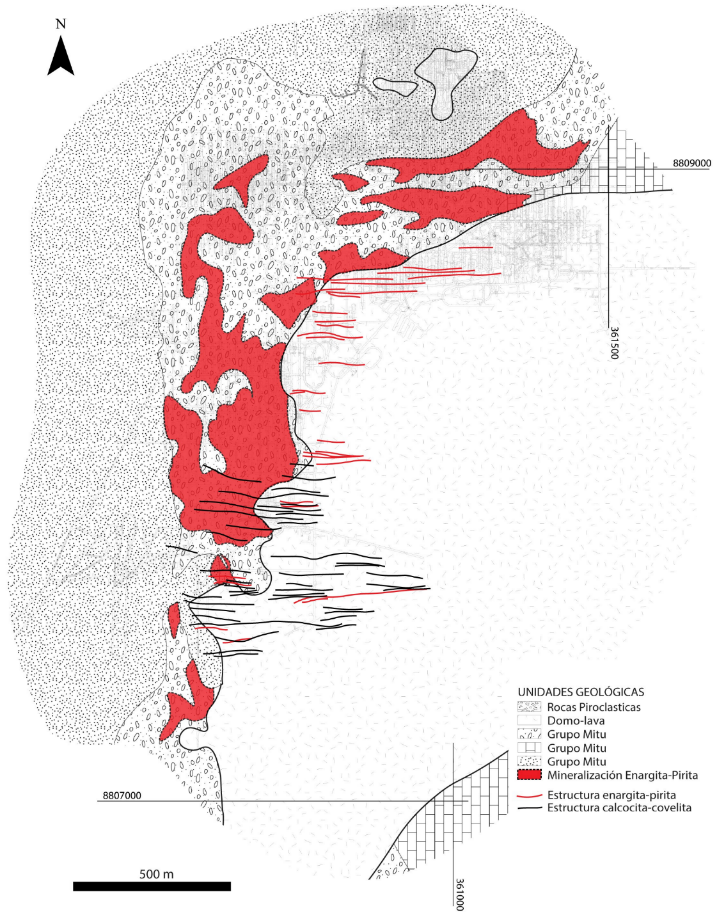 N
8809000
361500
UNIDADES GEOLÓGICAS
Rocas Piroclasticas
Domo-lava
Grupo Mitu
Grupo Mitu
Grupo Mitu
Mineralización Enargita-Pirita
Estructura enargita-pirita
Estructura calcocita-covelita
8807000
500 m
361000